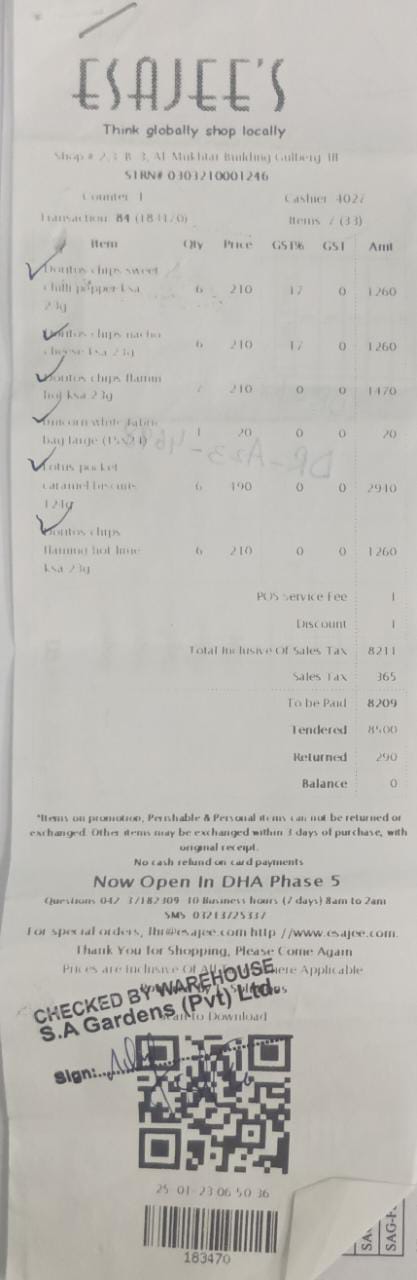 ESAJEE'S
Think globally shop locally
Shop # 2,3 B 3, Al Mukhtar Building Gulberg III
STRN# 0303210001246
Counter 1 Cashier 4027
Transaction 84 (183470) Items 7 (33)
Item Qty Price GST% GST Amt
Doritos chips sweet
chilli pepper ksa 6 210 17 0 1260
23g
Doritos chips nacho
cheese ksa 23g 6 210 17 0 1260
Doritos chips flamin
hot ksa 23g 7 210 0 0 1470
Unicorn white fabric
bag large (15x21) 1 20 0 0 20
Lotus pocket
caramel biscuits 6 490 0 0 2940
124g
Doritos chips
flaming hot lime 6 210 0 0 1260
ksa 23g
POS Service Fee 1
Discount 1
Total Inclusive Of Sales Tax 8211
Sales Tax 365
To be Paid 8209
Tendered 8500
Returned 290
Balance 0
*Items on promotion, Perishable & Personal items can not be returned or
exchanged. Other items may be exchanged within 3 days of purchase, with
original receipt.
No cash refund on card payments
Now Open In DHA Phase 5
Questions 042 37182309 10 Business hours (7 days) 8am to 2am
SMS 03213725337
For special orders, lhr@esajee.com http //www.esajee.com.
Thank You for Shopping, Please Come Again
Prices are Inclusive Of All Where Applicable
CHECKED BY WAREHOUSE
S.A Gardens (Pvt) Ltd
to Download
Sign:
25 01 23 06 50 36
183470